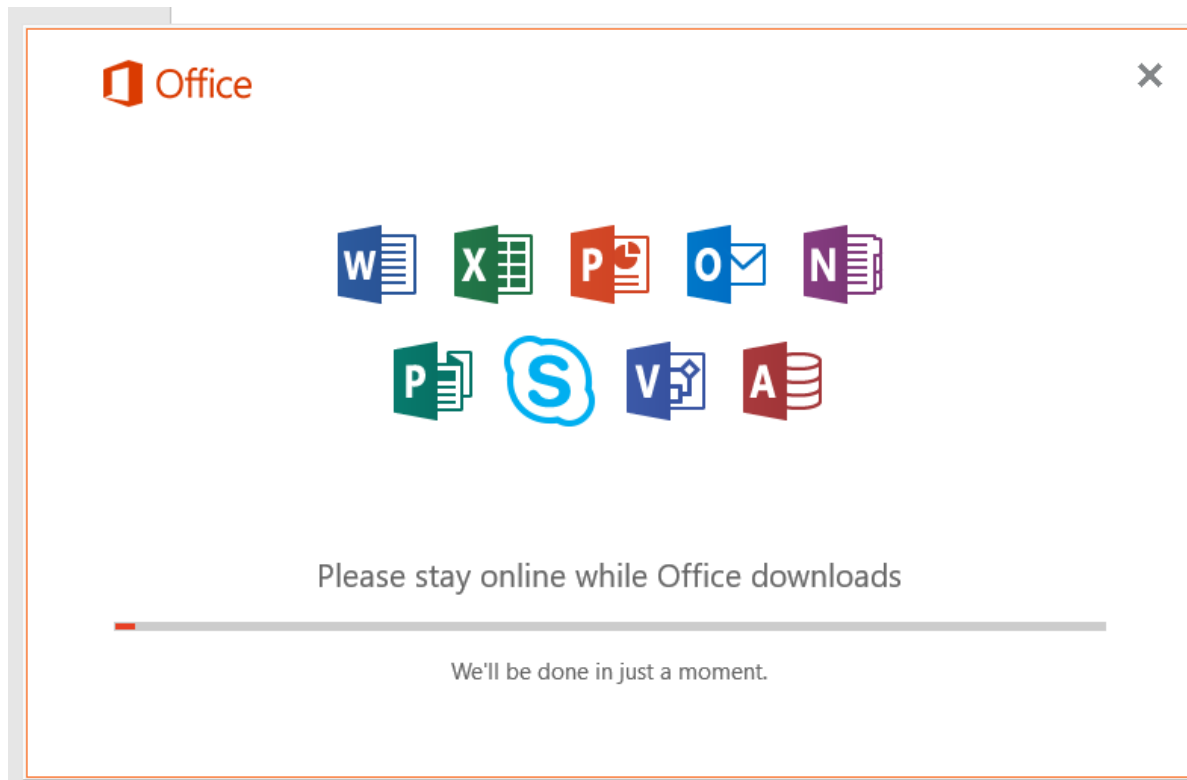 Office
W X P O N
P S V A
Please stay online while Office downloads
We'll be done in just a moment.